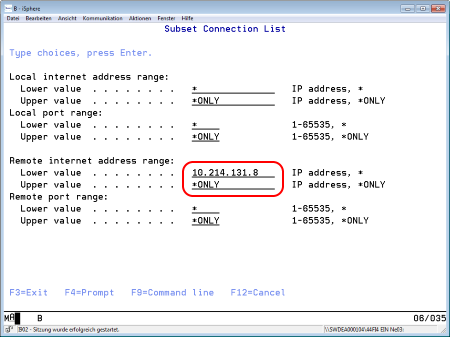 B - iSphere
Datei Bearbeiten Ansicht Kommunikation Aktionen Fenster Hilfe
Subset Connection List
Type choices, press Enter.
Local internet address range:
Lower value . . . . . . . . * IP address, *
Upper value . . . . . . . . *ONLY IP address, *ONLY
Local port range:
Lower value . . . . . . . . * 1-65535, *
Upper value . . . . . . . . *ONLY 1-65535, *ONLY
Remote internet address range:
Lower value . . . . . . . . 10.214.131.8 IP address, *
Upper value . . . . . . . . *ONLY IP address, *ONLY
Remote port range:
Lower value . . . . . . . . * 1-65535, *
Upper value . . . . . . . . *ONLY 1-65535, *ONLY
F3=Exit F4=Prompt F9=Command line F12=Cancel
MA B 06/035
I902 - Sitzung wurde erfolgreich gestartet.